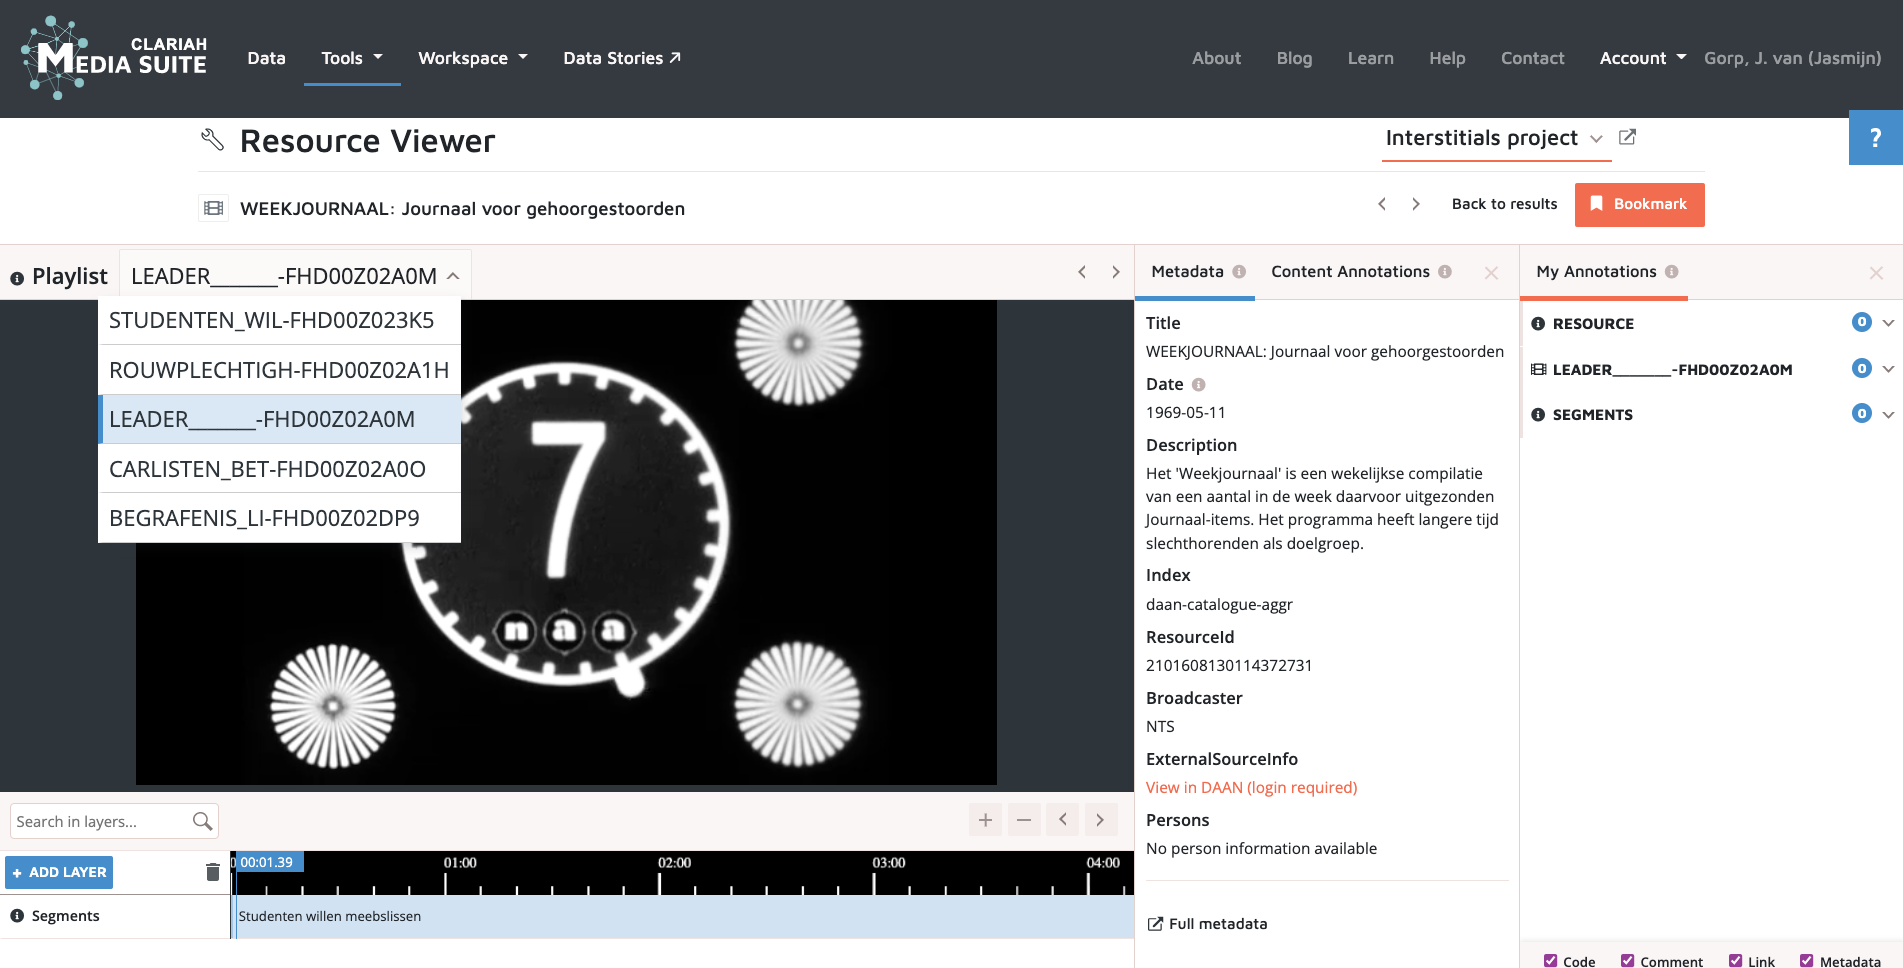 CLARIAH
MEDIA SUITE
Data
Tools
Workspace
Data Stories
About
Blog
Learn
Help
Contact
Account
Gorp, J. van (Jasmijn)
Resource Viewer
Interstitials project
?
WEEKJOURNAAL: Journaal voor gehoorgestoorden
Back to results
Bookmark
Playlist
LEADER______-FHD00Z02A0M
STUDENTEN_WIL-FHD00Z023K5
ROUWPLECHTIGH-FHD00Z02A1H
LEADER______-FHD00Z02A0M
CARLISTEN_BET-FHD00Z02A0O
BEGRAFENIS_LI-FHD00Z02DP9
7
naa
Search in layers...
+ ADD LAYER
00:01.39
01:00
02:00
03:00
04:00
Segments
Studenten willen meebslissen
Metadata
Content Annotations
Title
WEEKJOURNAAL: Journaal voor gehoorgestoorden
Date
1969-05-11
Description
Het 'Weekjournaal' is een wekelijkse compilatie
van een aantal in de week daarvoor uitgezonden
Journaal-items. Het programma heeft langere tijd
slechthorenden als doelgroep.
Index
daan-catalogue-aggr
ResourceId
2101608130114372731
Broadcaster
NTS
ExternalSourceInfo
View in DAAN (login required)
Persons
No person information available
Full metadata
My Annotations
RESOURCE
0
LEADER______-FHD00Z02A0M
0
SEGMENTS
0
Code
Comment
Link
Metadata